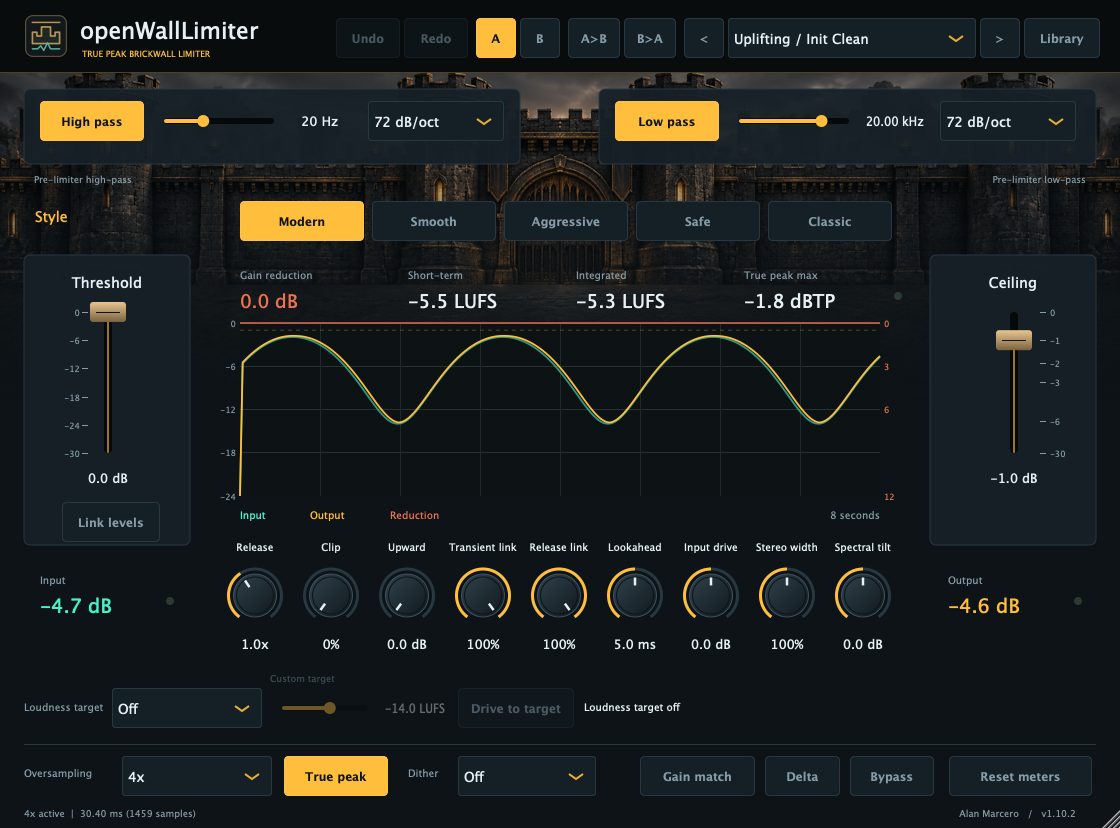 openWallLimiter
TRUE PEAK BRICKWALL LIMITER
Undo Redo A B A>B B>A < Uplifting / Init Clean > Library
High pass 20 Hz 72 dB/oct Low pass 20.00 kHz 72 dB/oct
Pre-limiter high-pass Pre-limiter low-pass
Style Modern Smooth Aggressive Safe Classic
Threshold
0
-6
-12
-18
-24
-30
0.0 dB
Link levels
Gain reduction Short-term Integrated True peak max
0.0 dB -5.5 LUFS -5.3 LUFS -1.8 dBTP
0 0
-6 3
-12 6
-18
-24 12
Input Output Reduction 8 seconds
Ceiling
0
-1
-2
-3
-6
-30
-1.0 dB
Release Clip Upward Transient link Release link Lookahead Input drive Stereo width Spectral tilt
1.0x 0% 0.0 dB 100% 100% 5.0 ms 0.0 dB 100% 0.0 dB
Input
-4.7 dB
Output
-4.6 dB
Custom target
Loudness target Off -14.0 LUFS Drive to target Loudness target off
Oversampling 4x True peak Dither Off Gain match Delta Bypass Reset meters
4x active | 30.40 ms (1459 samples) Alan Marcero / v1.10.2